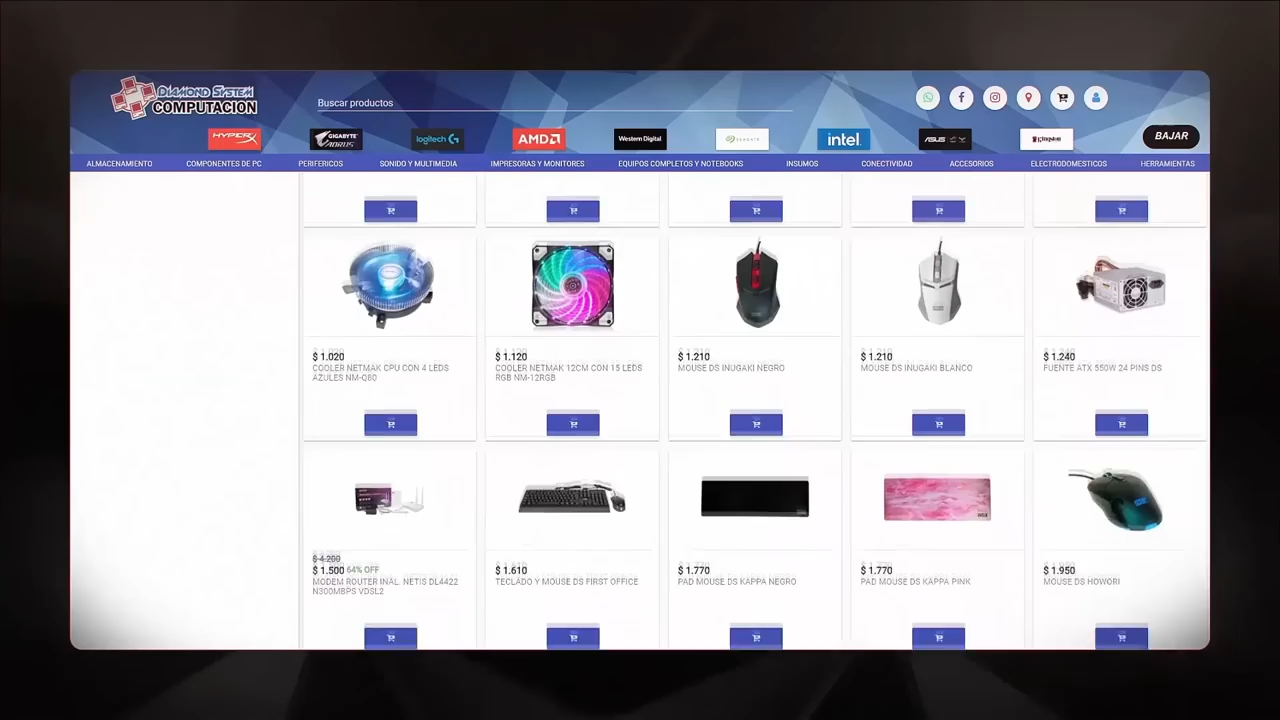 DIAMOND SYSTEM
COMPUTACION
Buscar productos
HYPERX
GIGABYTE
AORUS
logitech G
AMD
Western Digital
SEAGATE
intel
ASUS
Kingston
BAJAR
ALMACENAMIENTO
COMPONENTES DE PC
PERIFERICOS
SONIDO Y MULTIMEDIA
IMPRESORAS Y MONITORES
EQUIPOS COMPLETOS Y NOTEBOOKS
INSUMOS
CONECTIVIDAD
ACCESORIOS
ELECTRODOMESTICOS
HERRAMIENTAS
$ 1.020
COOLER NETMAK CPU CON 4 LEDS
AZULES NM-Q80
$ 1.120
COOLER NETMAK 12CM CON 15 LEDS
RGB NM-12RGB
$ 1.210
MOUSE DS INUGAKI NEGRO
$ 1.210
MOUSE DS INUGAKI BLANCO
$ 1.240
FUENTE ATX 550W 24 PINS DS
$ 4.200
$ 1.500 64% OFF
MODEM ROUTER INAL. NETIS DL4422
N300MBPS VDSL2
$ 1.610
TECLADO Y MOUSE DS FIRST OFFICE
$ 1.770
PAD MOUSE DS KAPPA NEGRO
$ 1.770
PAD MOUSE DS KAPPA PINK
$ 1.950
MOUSE DS HOWORI